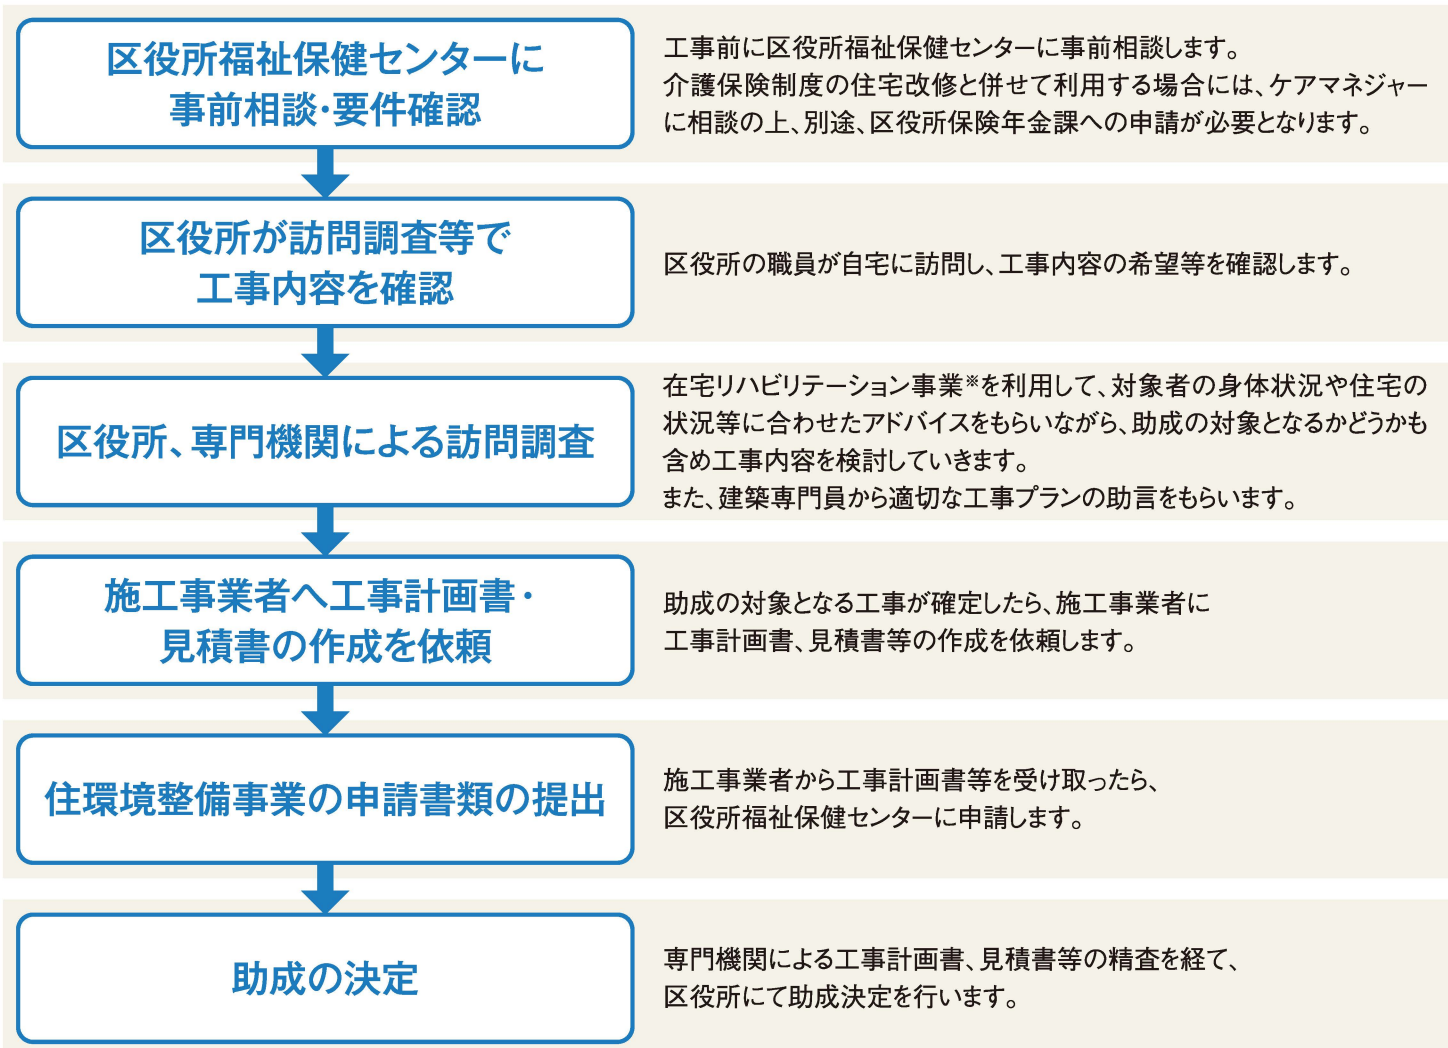 区役所福祉保健センターに
事前相談・要件確認
工事前に区役所福祉保健センターに事前相談します。
介護保険制度の住宅改修と併せて利用する場合には、ケアマネジャー
に相談の上、別途、区役所保険年金課への申請が必要となります。
区役所が訪問調査等で
工事内容を確認
区役所の職員が自宅に訪問し、工事内容の希望等を確認します。
区役所、専門機関による訪問調査
在宅リハビリテーション事業※を利用して、対象者の身体状況や住宅の
状況等に合わせたアドバイスをもらいながら、助成の対象となるかどうかも
含め工事内容を検討していきます。
また、建築専門員から適切な工事プランの助言をもらいます。
施工事業者へ工事計画書・
見積書の作成を依頼
助成の対象となる工事が確定したら、施工事業者に
工事計画書、見積書等の作成を依頼します。
住環境整備事業の申請書類の提出
施工事業者から工事計画書等を受け取ったら、
区役所福祉保健センターに申請します。
助成の決定
専門機関による工事計画書、見積書等の精査を経て、
区役所にて助成決定を行います。